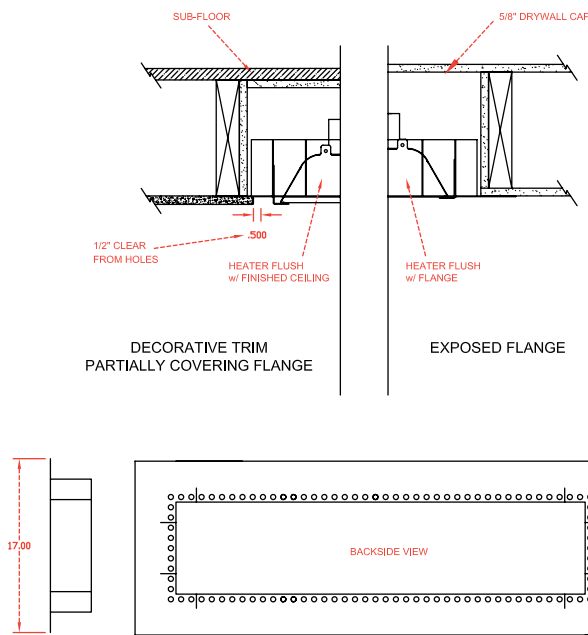 SUB-FLOOR
5/8" DRYWALL CAP
1/2" CLEAR
FROM HOLES
.500
HEATER FLUSH
w/ FINISHED CEILING
HEATER FLUSH
w/ FLANGE
DECORATIVE TRIM
PARTIALLY COVERING FLANGE
EXPOSED FLANGE
17.00
BACKSIDE VIEW